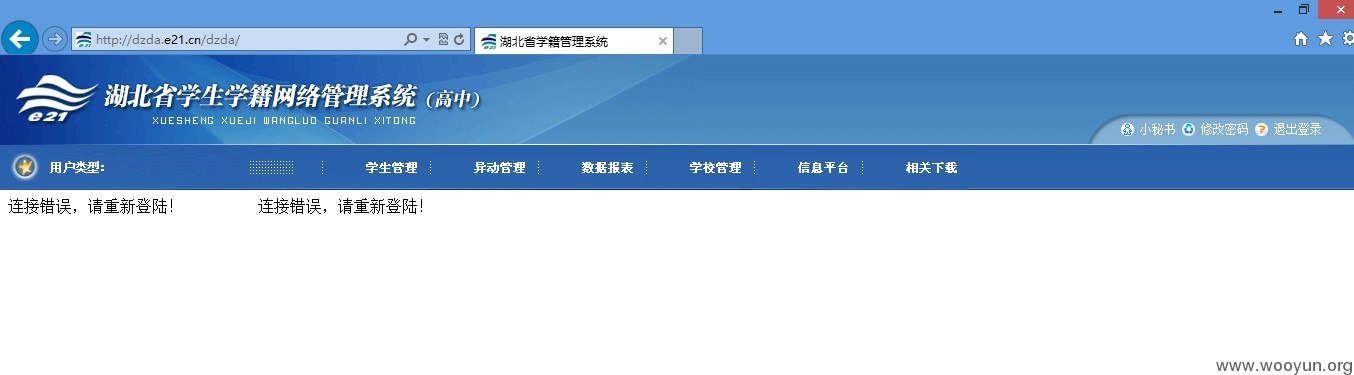 http://dzda.e21.cn/dzda/
湖北省学籍管理系统
e21
湖北省学生学籍网络管理系统 (高中)
XUESHENG XUEJI WANGLUO GUANLI XITONG
小秘书 修改密码 退出登录
用户类型: 学生管理 异动管理 数据报表 学校管理 信息平台 相关下载
连接错误，请重新登陆! 连接错误，请重新登陆!
www.wooyun.org